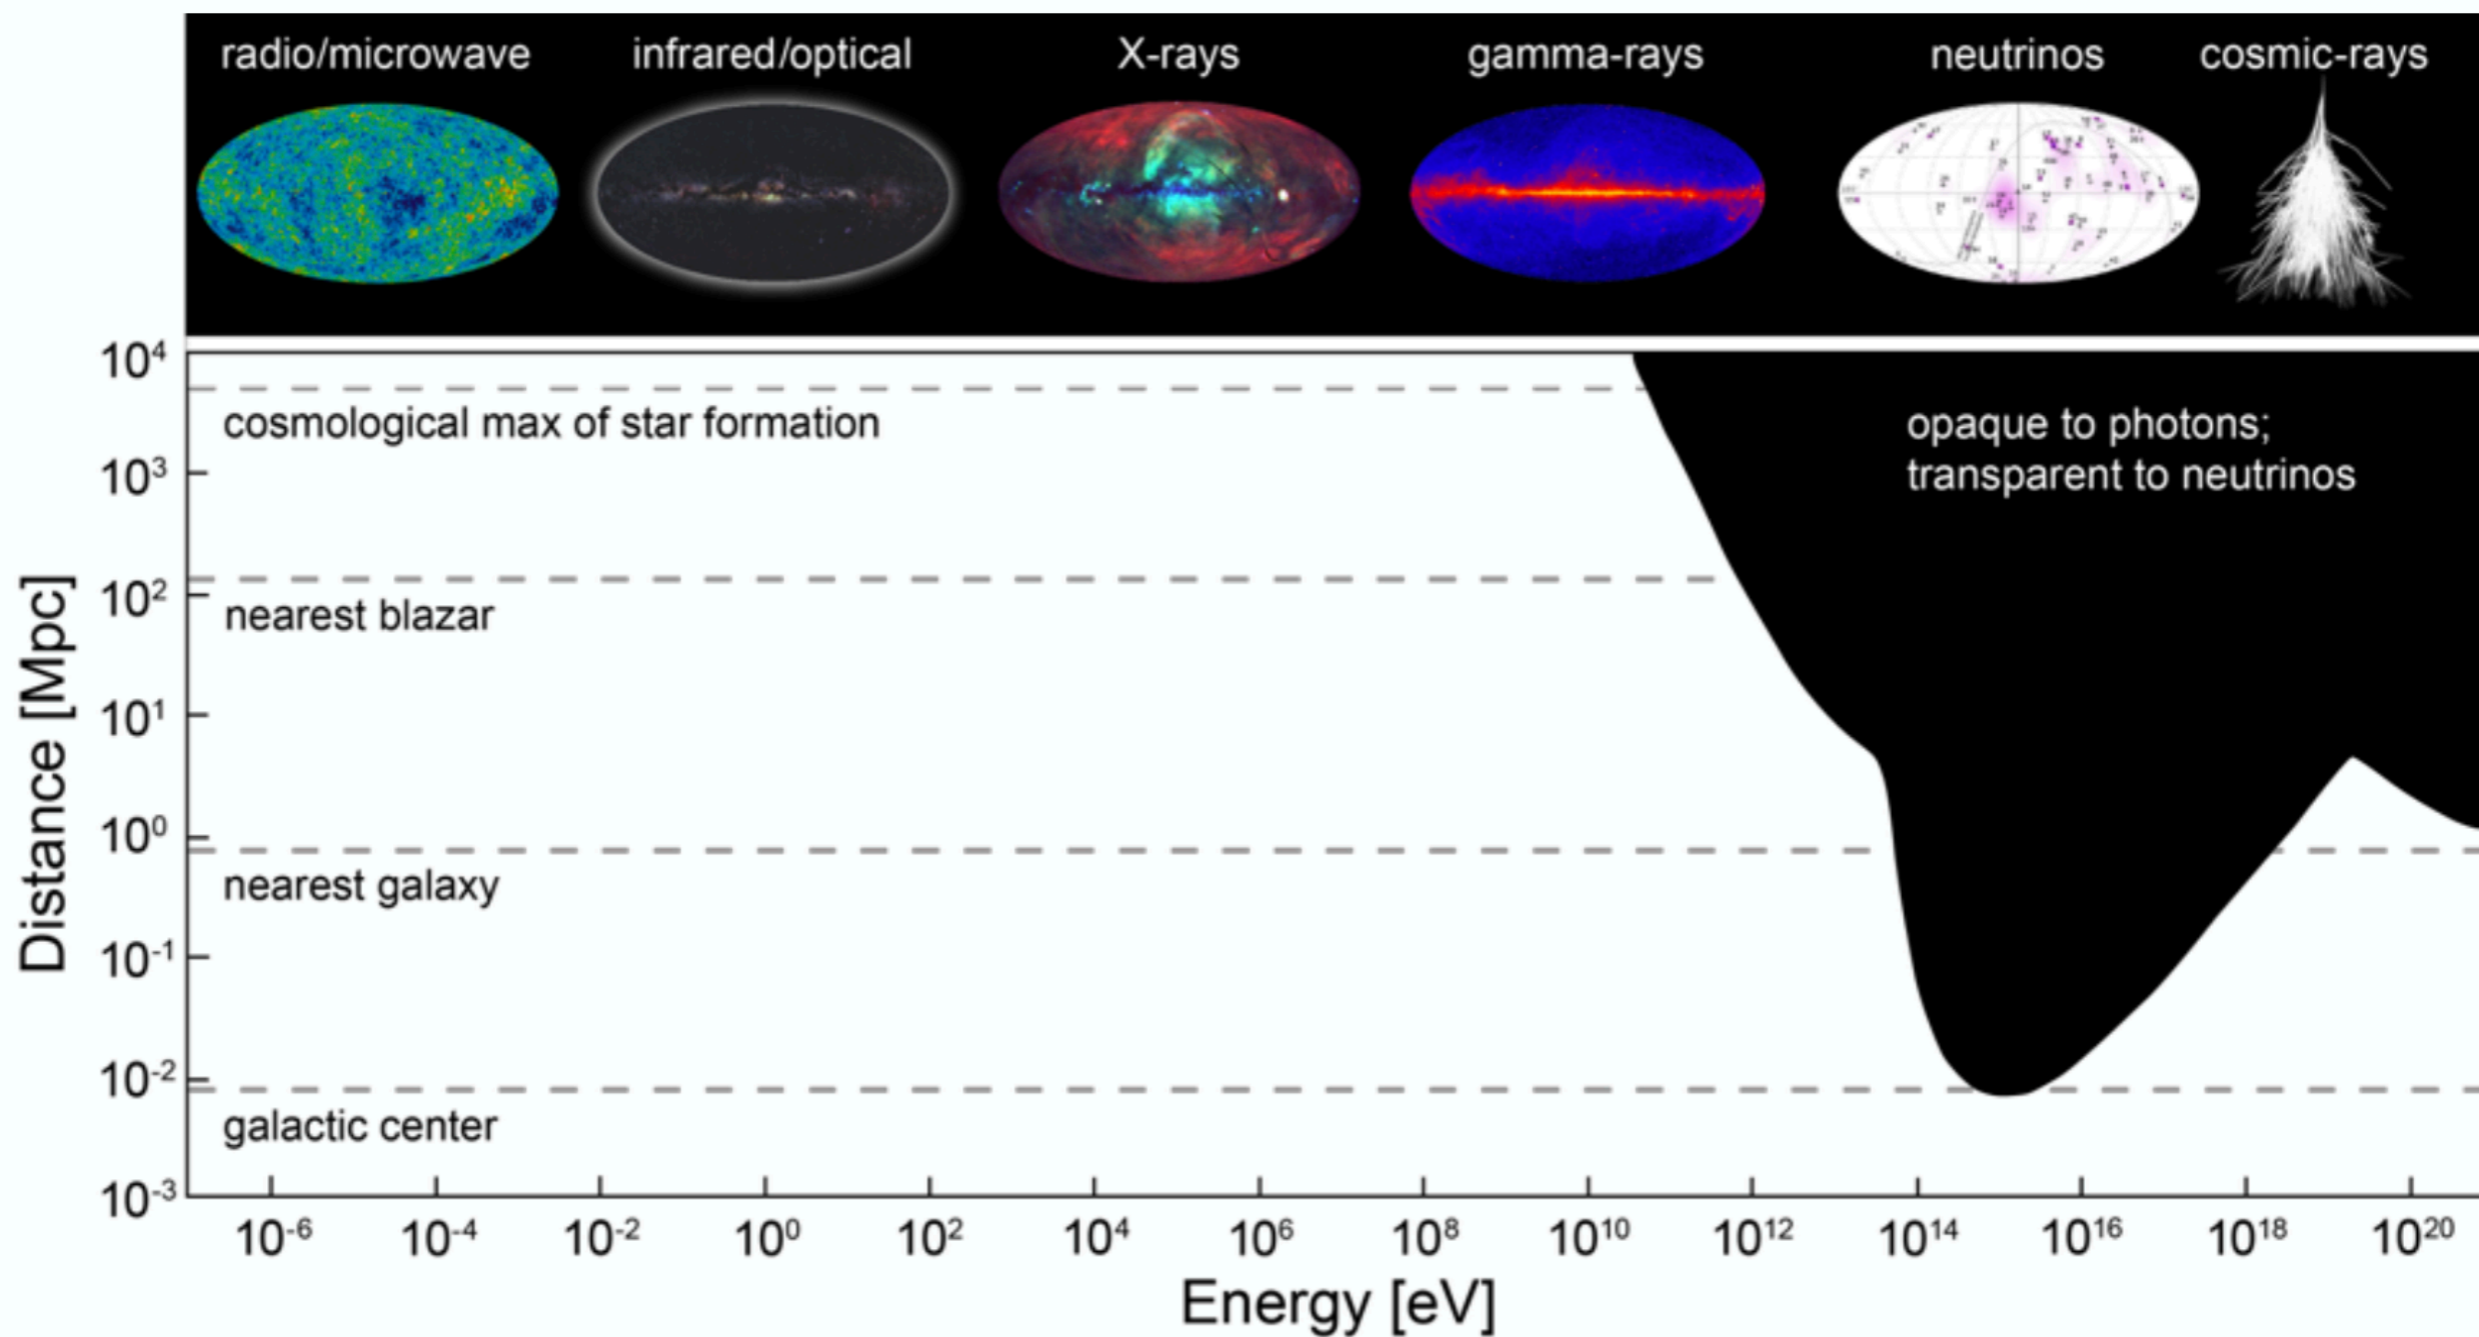 radio/microwave
infrared/optical
X-rays
gamma-rays
neutrinos
cosmic-rays
10⁴
cosmological max of star formation
opaque to photons;
transparent to neutrinos
10³
10²
nearest blazar
10¹
10⁰
nearest galaxy
10⁻¹
10⁻²
galactic center
10⁻³
Distance [Mpc]
10⁻⁶ 10⁻⁴ 10⁻² 10⁰ 10² 10⁴ 10⁶ 10⁸ 10¹⁰ 10¹² 10¹⁴ 10¹⁶ 10¹⁸ 10²⁰
Energy [eV]